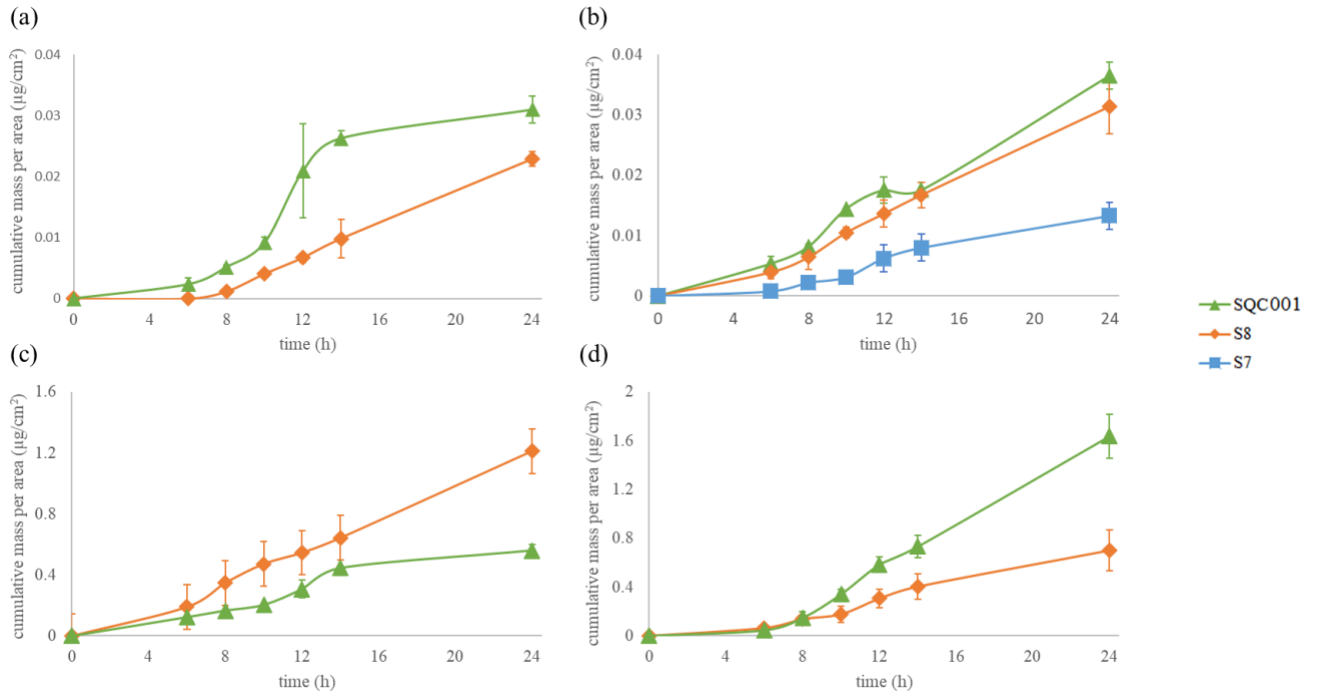 (a)
cumulative mass per area (µg/cm²)
0.04
0.03
0.02
0.01
0
0 4 8 12 16 20 24
time (h)
(b)
cumulative mass per area (µg/cm²)
0.04
0.03
0.02
0.01
0
0 4 8 12 16 20 24
time (h)
SQC001
S8
S7
(c)
cumulative mass per area (µg/cm²)
1.6
1.2
0.8
0.4
0
0 4 8 12 16 20 24
time (h)
(d)
cumulative mass per area (µg/cm²)
2
1.6
1.2
0.8
0.4
0
0 4 8 12 16 20 24
time (h)